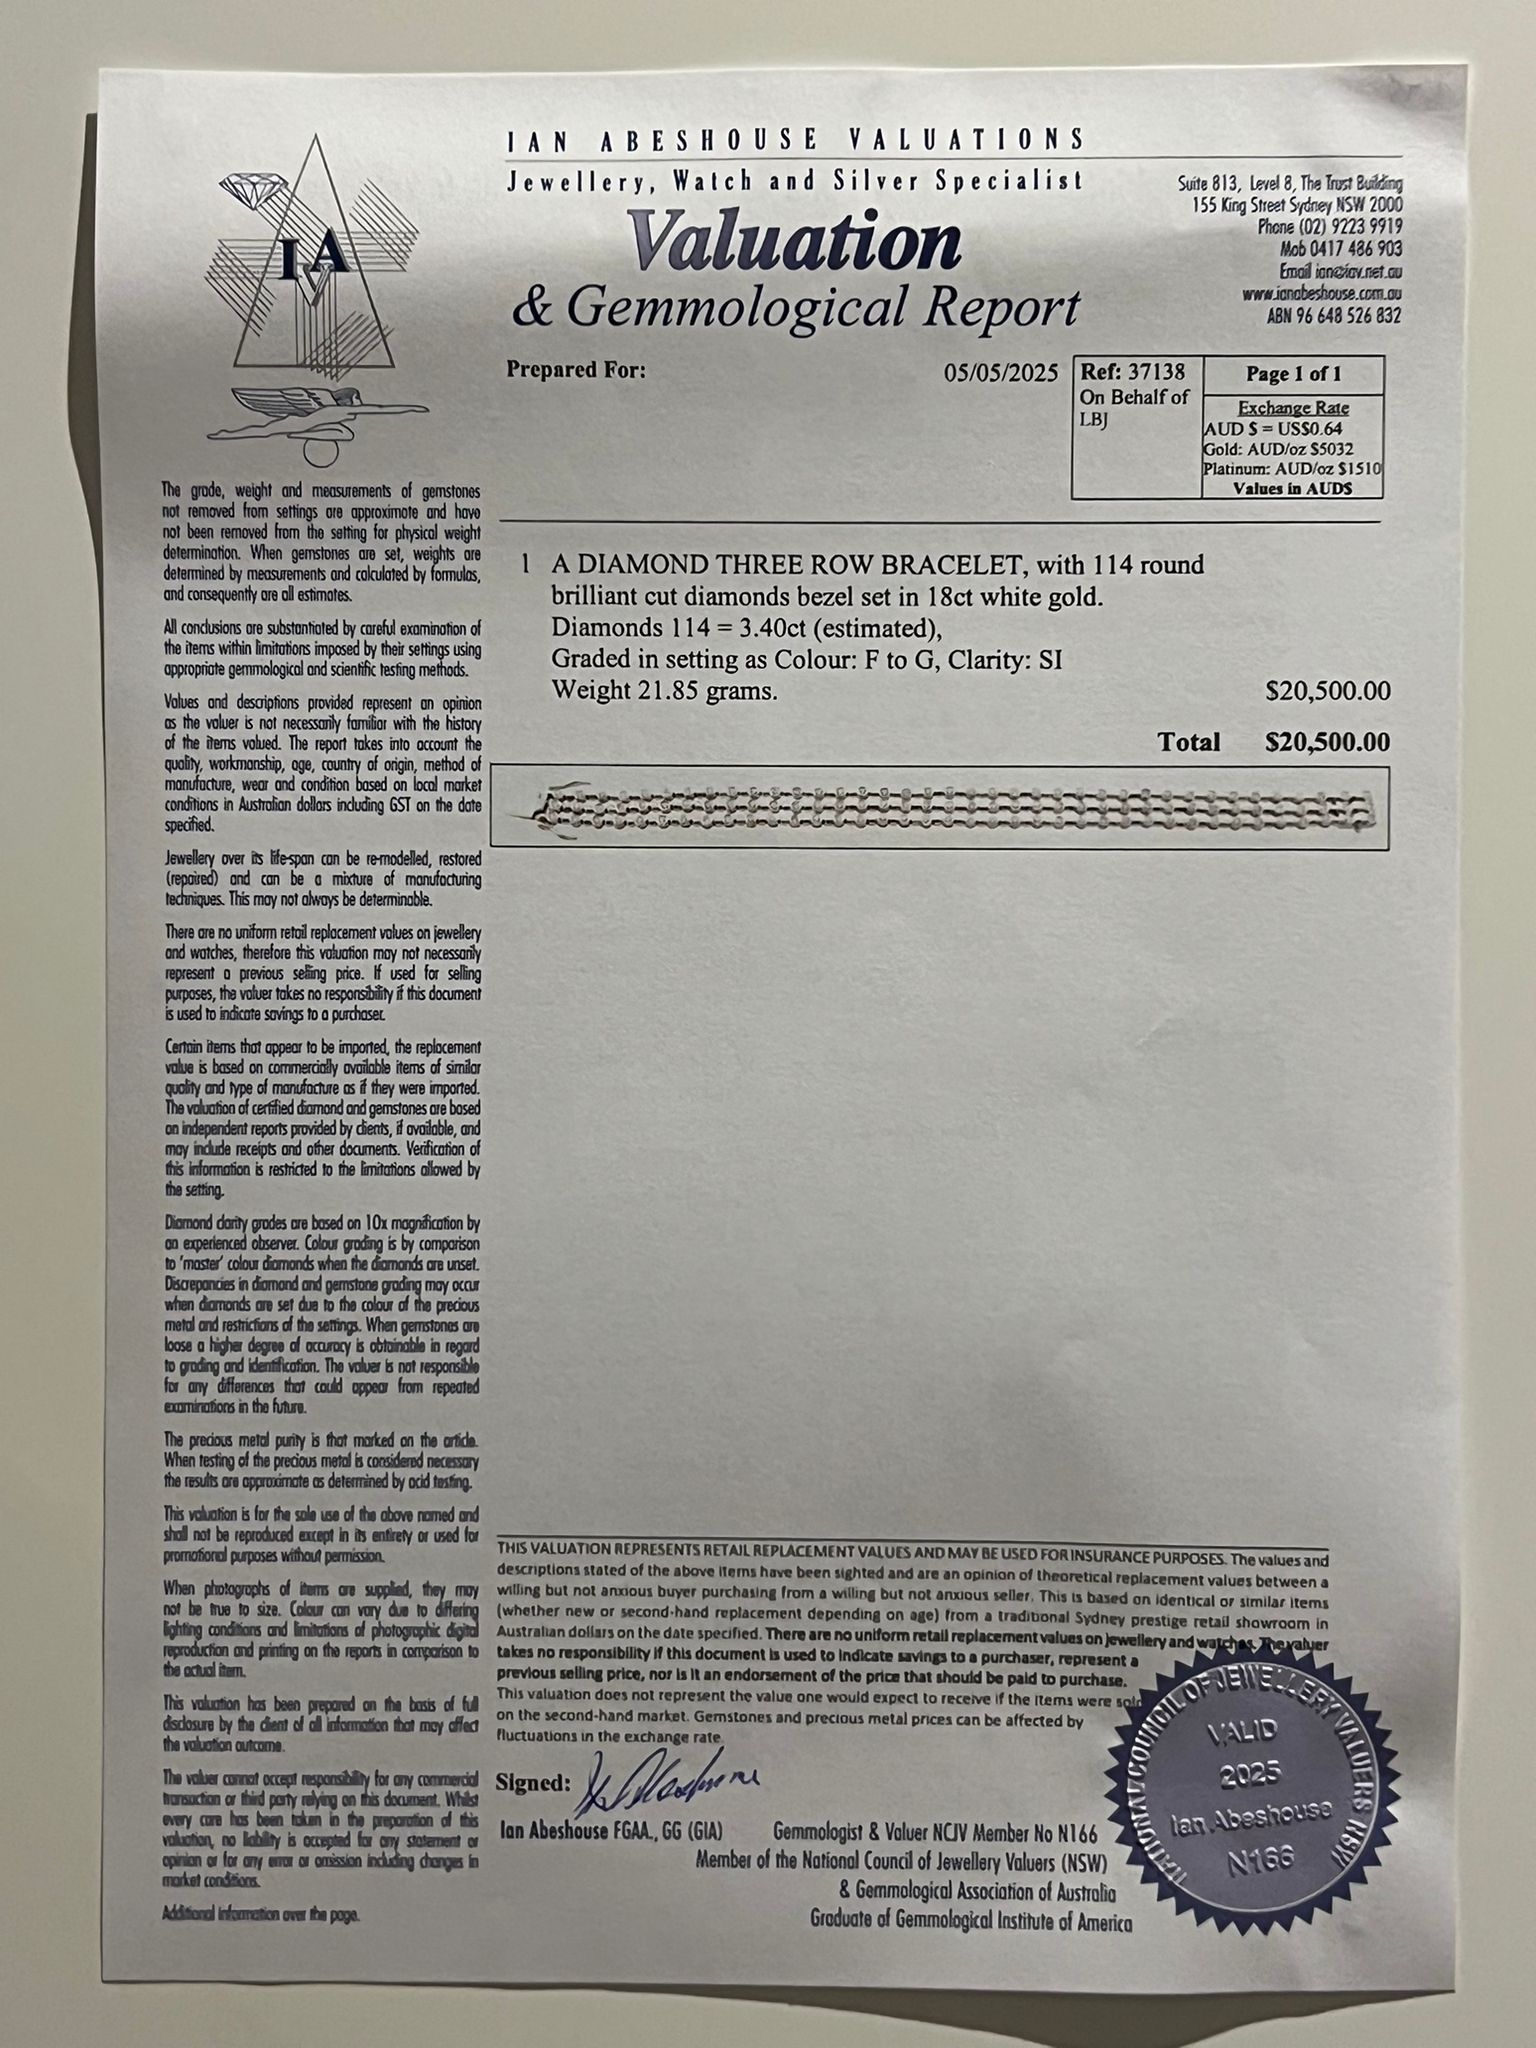 IAN ABESHOUSE VALUATIONS
Jewellery, Watch and Silver Specialist
Valuation
& Gemmological Report
Suite 813, Level 8, The Trust Building
155 King Street Sydney NSW 2000
Phone (02) 9223 9919
Mob 0417 486 903
Email ian@iav.net.au
www.ianabeshouse.com.au
ABN 96 648 526 832
IVA
Prepared For:
05/05/2025
Ref: 37138
On Behalf of
LBJ
Page 1 of 1
Exchange Rate
AUD $ = US$0.64
Gold: AUD/oz $5032
Platinum: AUD/oz $1510
Values in AUD$
The grade, weight and measurements of gemstones
not removed from settings are approximate and have
not been removed from the setting for physical weight
determination. When gemstones are set, weights are
determined by measurements and calculated by formulas,
and consequently are all estimates.
All conclusions are substantiated by careful examination of
the items within limitations imposed by their settings using
appropriate gemmological and scientific testing methods.
Values and descriptions provided represent an opinion
as the valuer is not necessarily familiar with the history
of the items valued. The report takes into account the
quality, workmanship, age, country of origin, method of
manufacture, wear and condition based on local market
conditions in Australian dollars including GST on the date
specified.
Jewellery over its life-span can be re-modelled, restored
(repaired) and can be a mixture of manufacturing
techniques. This may not always be determinable.
There are no uniform retail replacement values on jewellery
and watches, therefore this valuation may not necessarily
represent a previous selling price. If used for selling
purposes, the valuer takes no responsibility if this document
is used to indicate savings to a purchaser.
Certain items that appear to be imported, the replacement
value is based on commercially available items of similar
quality and type of manufacture as if they were imported.
The valuation of certified diamond and gemstones are based
on independent reports provided by clients, if available, and
may include receipts and other documents. Verification of
this information is restricted to the limitations allowed by
the setting.
Diamond clarity grades are based on 10x magnification by
an experienced observer. Colour grading is by comparison
to 'master' colour diamonds when the diamonds are unset.
Discrepancies in diamond and gemstone grading may occur
when diamonds are set due to the colour of the precious
metal and restrictions of the settings. When gemstones are
loose a higher degree of accuracy is obtainable in regard
to grading and identification. The valuer is not responsible
for any differences that could appear from repeated
examinations in the future.
The precious metal purity is that marked on the article.
When testing of the precious metal is considered necessary
the results are approximate as determined by acid testing.
This valuation is for the sole use of the above named and
shall not be reproduced except in its entirety or used for
promotional purposes without permission.
When photographs of items are supplied, they may
not be true to size. Colour can vary due to differing
lighting conditions and limitations of photographic digital
reproduction and printing on the reports in comparison to
the actual item.
This valuation has been prepared on the basis of full
disclosure by the client of all information that may affect
the valuation outcome.
The valuer cannot accept responsibility for any commercial
transaction or third party relying on this document. Whilst
every care has been taken in the preparation of this
valuation, no liability is accepted for any statement or
opinion or for any error or omission including changes in
market conditions.
Additional information over the page.
1 A DIAMOND THREE ROW BRACELET, with 114 round
brilliant cut diamonds bezel set in 18ct white gold.
Diamonds 114 = 3.40ct (estimated),
Graded in setting as Colour: F to G, Clarity: SI
Weight 21.85 grams. $20,500.00
Total $20,500.00
THIS VALUATION REPRESENTS RETAIL REPLACEMENT VALUES AND MAY BE USED FOR INSURANCE PURPOSES. The values and
descriptions stated of the above items have been sighted and are an opinion of theoretical replacement values between a
willing but not anxious buyer purchasing from a willing but not anxious seller. This is based on identical or similar items
(whether new or second-hand replacement depending on age) from a traditional Sydney prestige retail showroom in
Australian dollars on the date specified. There are no uniform retail replacement values on jewellery and watches. The valuer
takes no responsibility if this document is used to indicate savings to a purchaser, represent a
previous selling price, nor is it an endorsement of the price that should be paid to purchase.
This valuation does not represent the value one would expect to receive if the items were sold
on the second-hand market. Gemstones and precious metal prices can be affected by
fluctuations in the exchange rate.
Signed:
Ian Abeshouse FGAA., GG (GIA) Gemmologist & Valuer NCJV Member No N166
Member of the National Council of Jewellery Valuers (NSW)
& Gemmological Association of Australia
Graduate of Gemmological Institute of America
NATIONAL COUNCIL OF JEWELLERY VALUERS NSW
VALID
2025
Ian Abeshouse
N166